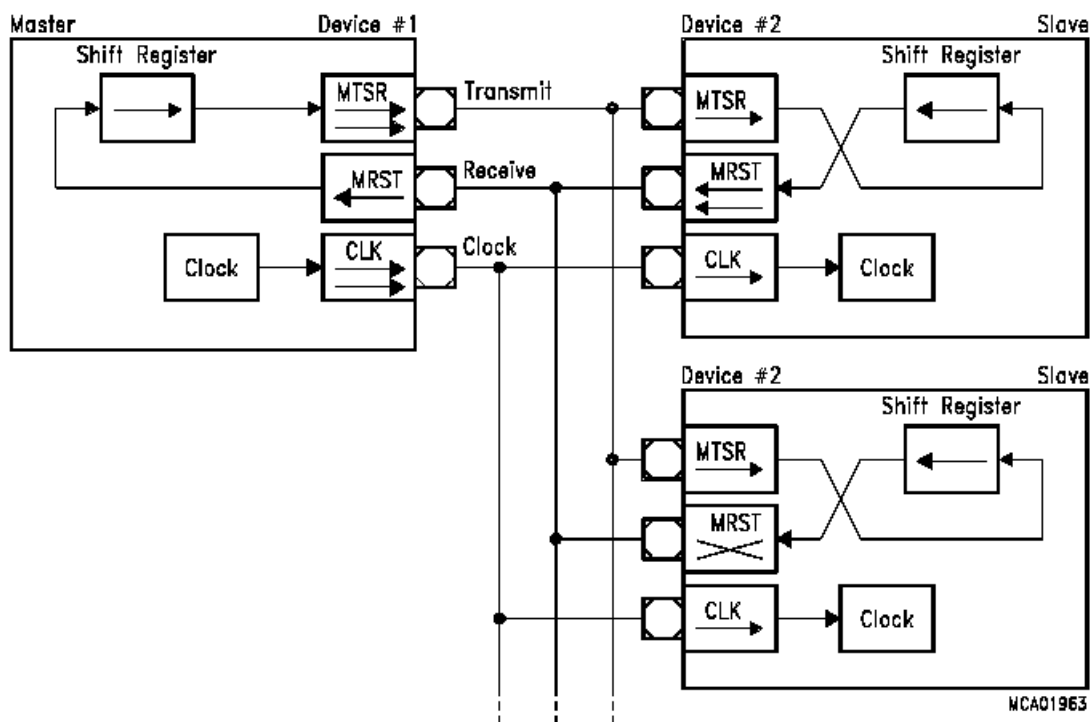 Master Device #1
Shift Register
MTSR
Transmit
MRST
Receive
Clock
CLK
Clock
Device #2 Slave
Shift Register
MTSR
MRST
CLK
Clock
Device #2 Slave
Shift Register
MTSR
MRST
CLK
Clock
MCA01963